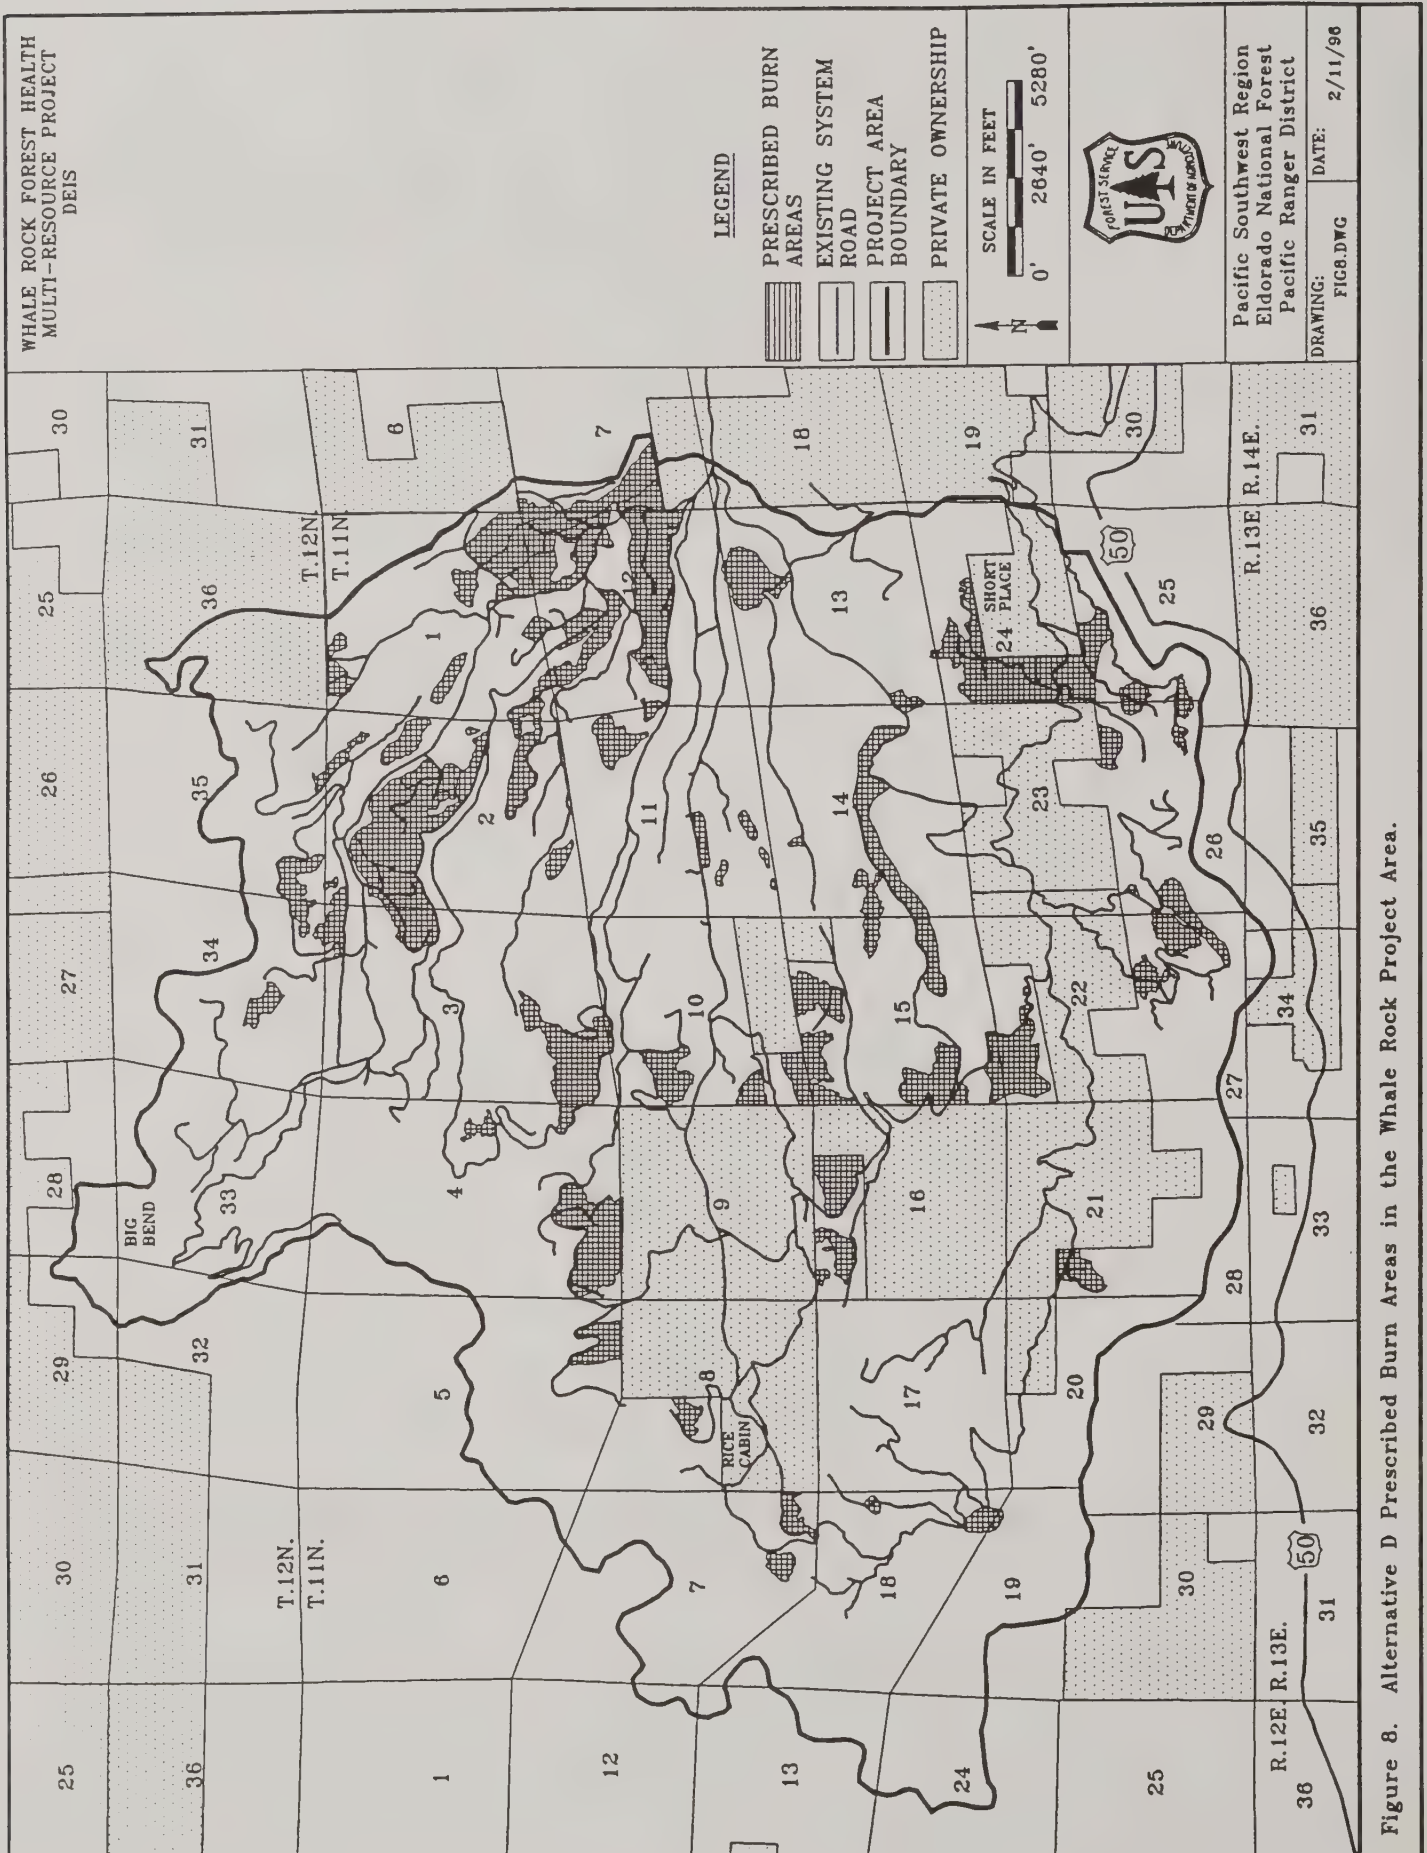 WHALE ROCK FOREST HEALTH
MULTI-RESOURCE PROJECT
DEIS
25 30 29 28 27 26 25 30
36 31 32 33 34 35 36 31
BIG
BEND
T.12N.
T.11N.
T.12N.
T.11N.
1 6 5 4 3 2 1 6
12 7 8 9 10 11 12 7
RICE
CABIN
13 18 17 16 15 14 13 18
24 19 20 21 22 23 24 19
SHORT
PLACE
25 30 29 28 27 26 25 30
50
R.12E. R.13E.
R.13E R.14E.
36 31 32 33 34 35 36 31
50
LEGEND
PRESCRIBED BURN
AREAS
EXISTING SYSTEM
ROAD
PROJECT AREA
BOUNDARY
PRIVATE OWNERSHIP
N
SCALE IN FEET
0' 2640' 5280'
FOREST SERVICE
UAS
DEPARTMENT OF AGRICULTURE
Pacific Southwest Region
Eldorado National Forest
Pacific Ranger District
DRAWING:
FIG8.DWG
DATE:
2/11/96
Figure 8. Alternative D Prescribed Burn Areas in the Whale Rock Project Area.